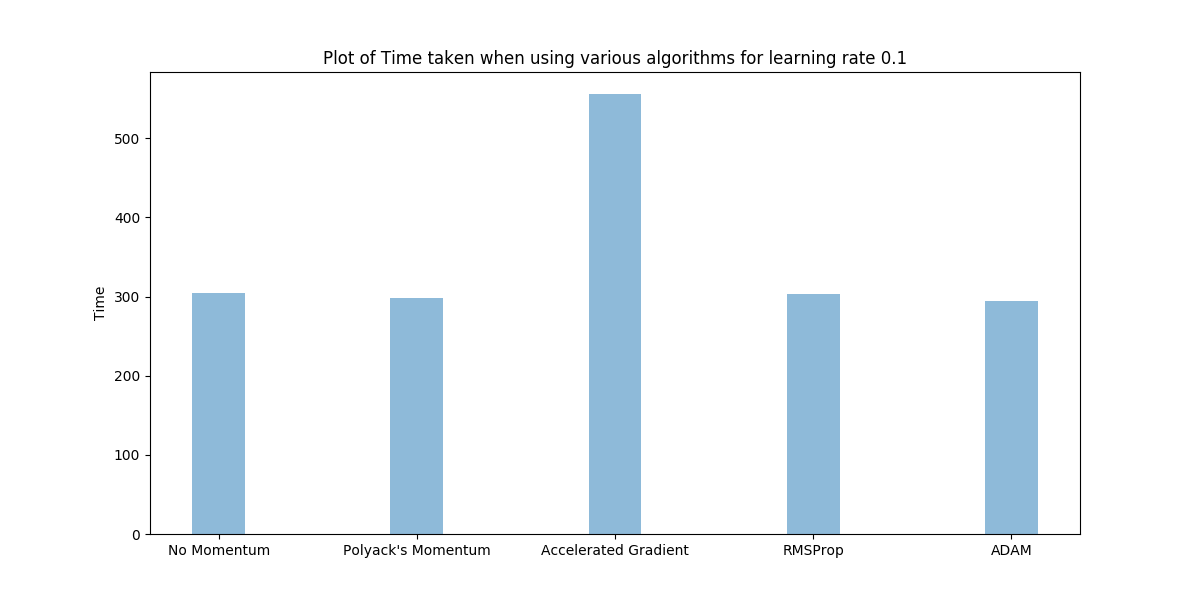 Plot of Time taken when using various algorithms for learning rate 0.1
500
400
300
200
100
0
Time
No Momentum Polyack's Momentum Accelerated Gradient RMSProp ADAM